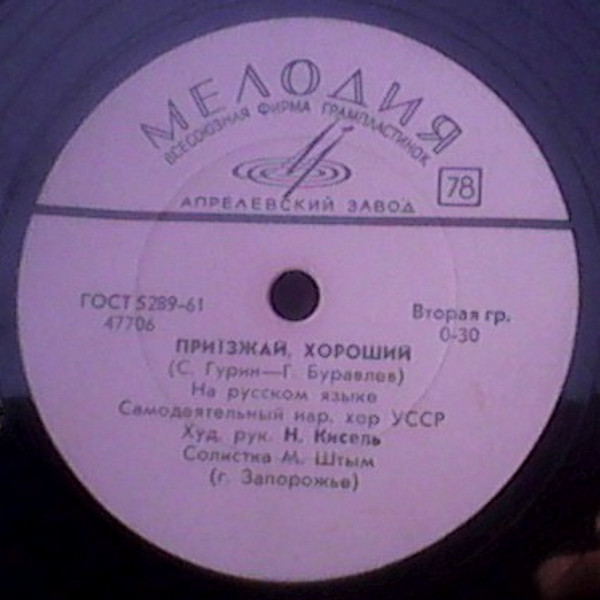 МЕЛОДИЯ
ВСЕСОЮЗНАЯ ФИРМА ГРАМПЛАСТИНОК
78
АПРЕЛЕВСКИЙ ЗАВОД
ГОСТ 5289-61
47706
Вторая гр.
0-30
ПРИІЗЖАЙ, ХОРОШИЙ
(С. Гурин—Г. Буравлев)
На русском языке
Самодеятельный нар. хор УССР
Худ. рук. Н. Кисель
Солистка М. Штым
(г. Запорожье)